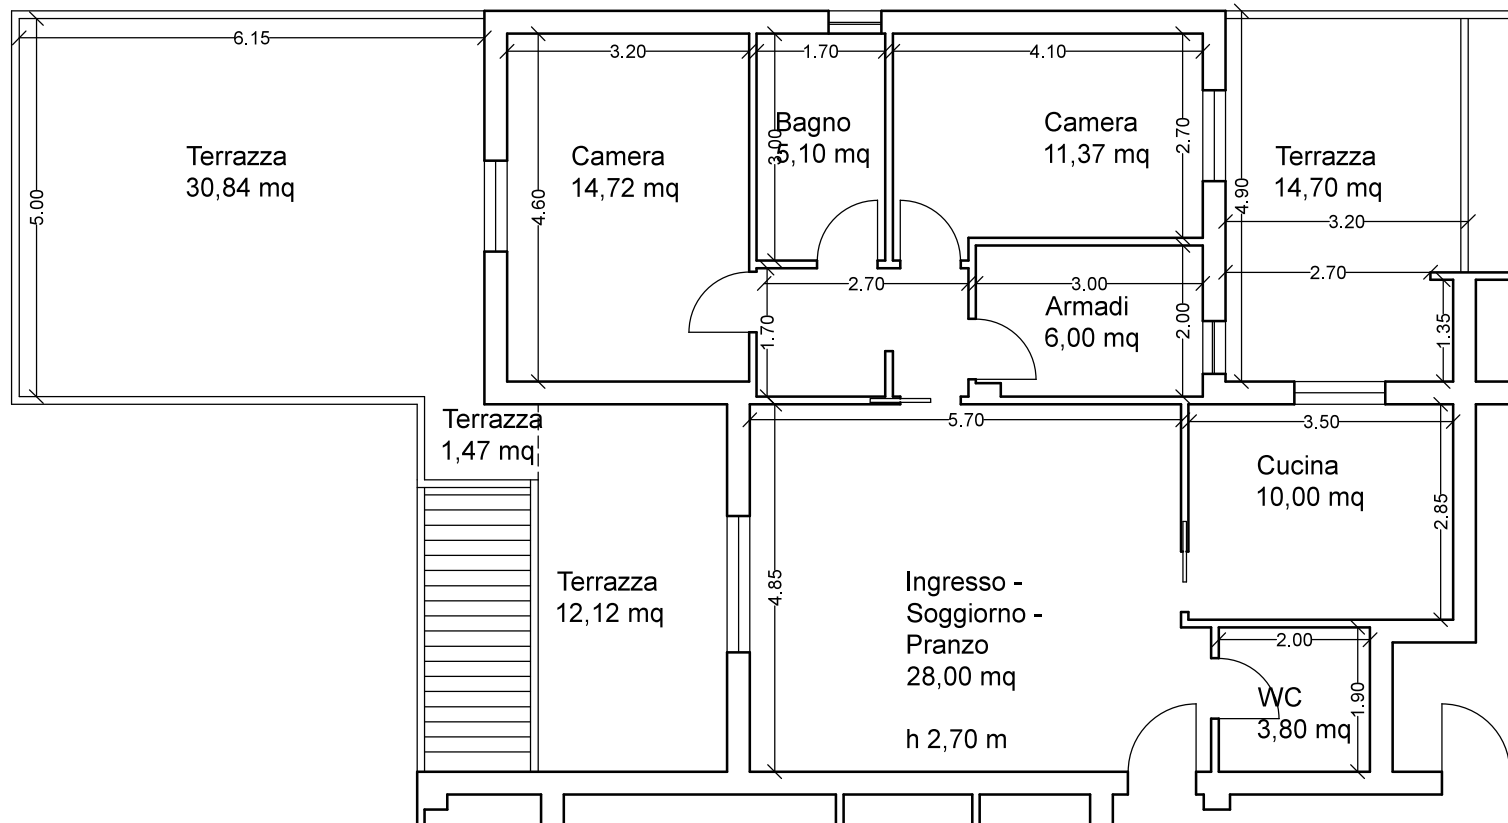 6.15
3.20
1.70
4.10
5.00
Terrazza
30,84 mq
4.60
Camera
14,72 mq
3.00
Bagno
5,10 mq
Camera
11,37 mq
2.70
4.90
Terrazza
14,70 mq
3.20
2.70
1.35
2.70
1.70
3.00
Armadi
6,00 mq
2.00
Terrazza
1,47 mq
5.70
3.50
Cucina
10,00 mq
2.85
Terrazza
12,12 mq
4.85
Ingresso -
Soggiorno -
Pranzo
28,00 mq
h 2,70 m
2.00
WC
3,80 mq
1.90